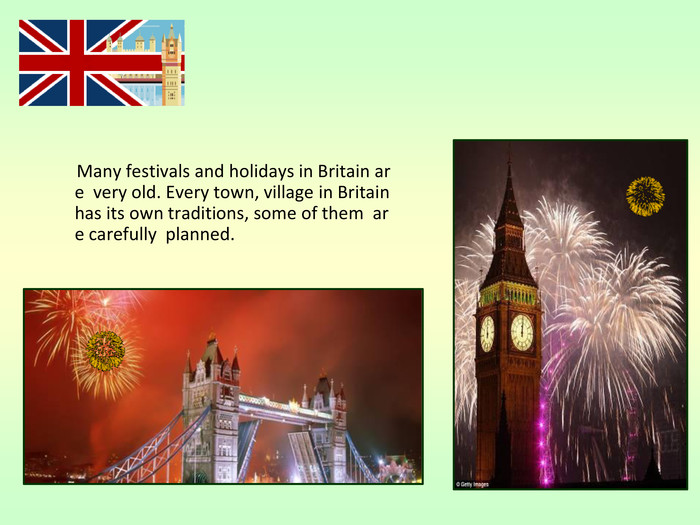 Many festivals and holidays in Britain ar
e  very old. Every town, village in Britain
has its own traditions, some of them  ar
e carefully  planned.
© Getty Images